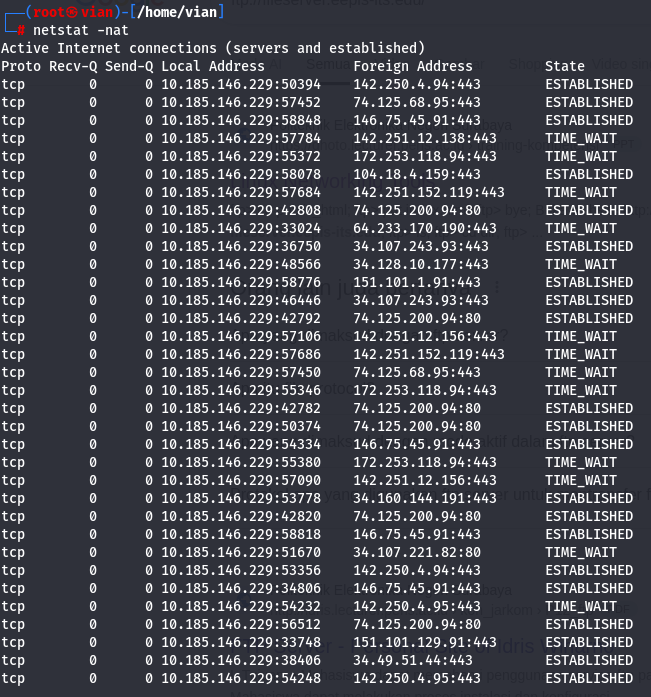 (root㉿vian)-[/home/vian]
# netstat -nat
Active Internet connections (servers and established)
Proto Recv-Q Send-Q Local Address Foreign Address State
tcp 0 0 10.185.146.229:50394 142.250.4.94:443 ESTABLISHED
tcp 0 0 10.185.146.229:57452 74.125.68.95:443 ESTABLISHED
tcp 0 0 10.185.146.229:58848 146.75.45.91:443 ESTABLISHED
tcp 0 0 10.185.146.229:37784 142.251.12.156:443 TIME_WAIT
tcp 0 0 10.185.146.229:55372 172.253.118.94:443 TIME_WAIT
tcp 0 0 10.185.146.229:58078 104.18.4.159:443 ESTABLISHED
tcp 0 0 10.185.146.229:57684 142.251.152.119:443 TIME_WAIT
tcp 0 0 10.185.146.229:42808 74.125.200.94:80 ESTABLISHED
tcp 0 0 10.185.146.229:33024 64.233.170.190:443 TIME_WAIT
tcp 0 0 10.185.146.229:36750 34.107.243.93:443 ESTABLISHED
tcp 0 0 10.185.146.229:48566 34.128.10.177:443 TIME_WAIT
tcp 0 0 10.185.146.229:58776 151.101.1.91:443 ESTABLISHED
tcp 0 0 10.185.146.229:46446 34.107.243.93:443 ESTABLISHED
tcp 0 0 10.185.146.229:42792 74.125.200.94:80 ESTABLISHED
tcp 0 0 10.185.146.229:57106 142.251.12.156:443 TIME_WAIT
tcp 0 0 10.185.146.229:57686 142.251.152.119:443 TIME_WAIT
tcp 0 0 10.185.146.229:57450 74.125.68.95:443 TIME_WAIT
tcp 0 0 10.185.146.229:55346 172.253.118.94:443 TIME_WAIT
tcp 0 0 10.185.146.229:42782 74.125.200.94:80 ESTABLISHED
tcp 0 0 10.185.146.229:50374 74.125.200.94:80 ESTABLISHED
tcp 0 0 10.185.146.229:58832 146.75.45.91:443 ESTABLISHED
tcp 0 0 10.185.146.229:55380 172.253.118.94:443 TIME_WAIT
tcp 0 0 10.185.146.229:57090 142.251.12.156:443 TIME_WAIT
tcp 0 0 10.185.146.229:53778 34.160.144.191:443 ESTABLISHED
tcp 0 0 10.185.146.229:42820 74.125.200.94:80 ESTABLISHED
tcp 0 0 10.185.146.229:58818 146.75.45.91:443 ESTABLISHED
tcp 0 0 10.185.146.229:51670 34.107.221.82:80 TIME_WAIT
tcp 0 0 10.185.146.229:53356 142.250.4.94:443 ESTABLISHED
tcp 0 0 10.185.146.229:54806 146.75.45.91:443 ESTABLISHED
tcp 0 0 10.185.146.229:54232 142.250.4.95:443 TIME_WAIT
tcp 0 0 10.185.146.229:56512 74.125.200.94:80 ESTABLISHED
tcp 0 0 10.185.146.229:33748 151.101.129.91:443 ESTABLISHED
tcp 0 0 10.185.146.229:38406 34.49.51.44:443 ESTABLISHED
tcp 0 0 10.185.146.229:54248 142.250.4.95:443 ESTABLISHED